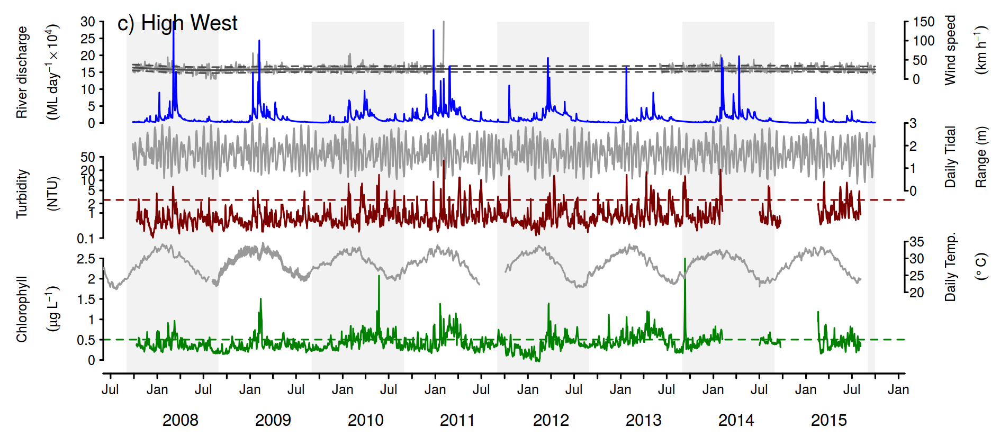 c) High West
River discharge
(ML day⁻¹ × 10⁴)
30
25
20
15
10
5
0
Wind speed
(km h⁻¹)
150
100
50
0
Daily Tidal
Range (m)
3
2
1
0
Turbidity
(NTU)
50
20
10
5
2
1
0.1
Daily Temp.
(° C)
35
30
25
20
Chlorophyll
(µg L⁻¹)
2.5
2
1.5
1
0.5
0
Jul Jan Jul Jan Jul Jan Jul Jan Jul Jan Jul Jan Jul Jan Jul Jan Jul Jan
2008 2009 2010 2011 2012 2013 2014 2015